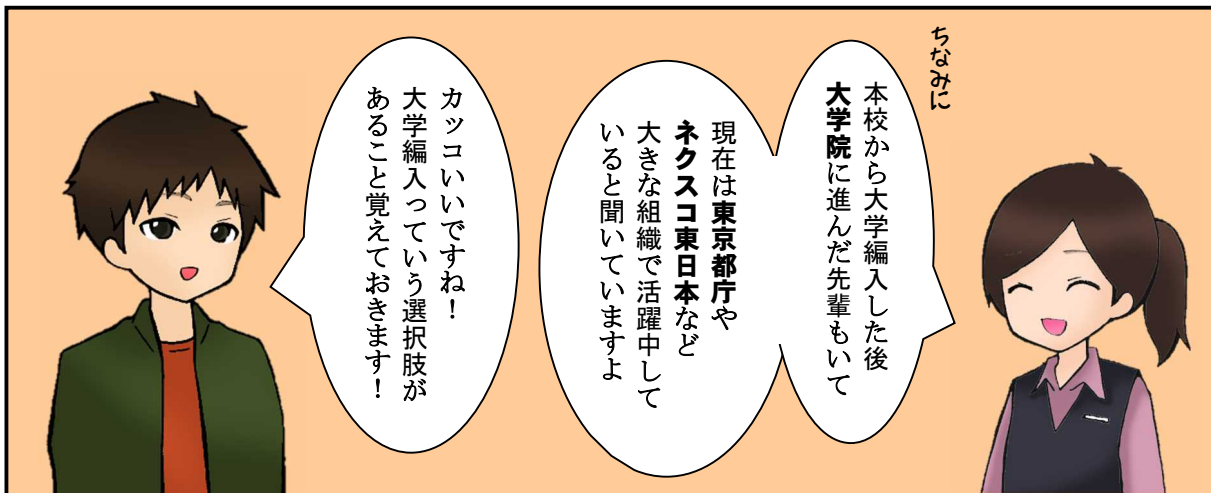 ちなみに
本校から大学編入した後
大学院に進んだ先輩もいて
現在は東京都庁や
ネクスコ東日本など
大きな組織で活躍中して
いると聞いていますよ
カッコいいですね！
大学編入っていう選択肢が
あること覚えておきます！